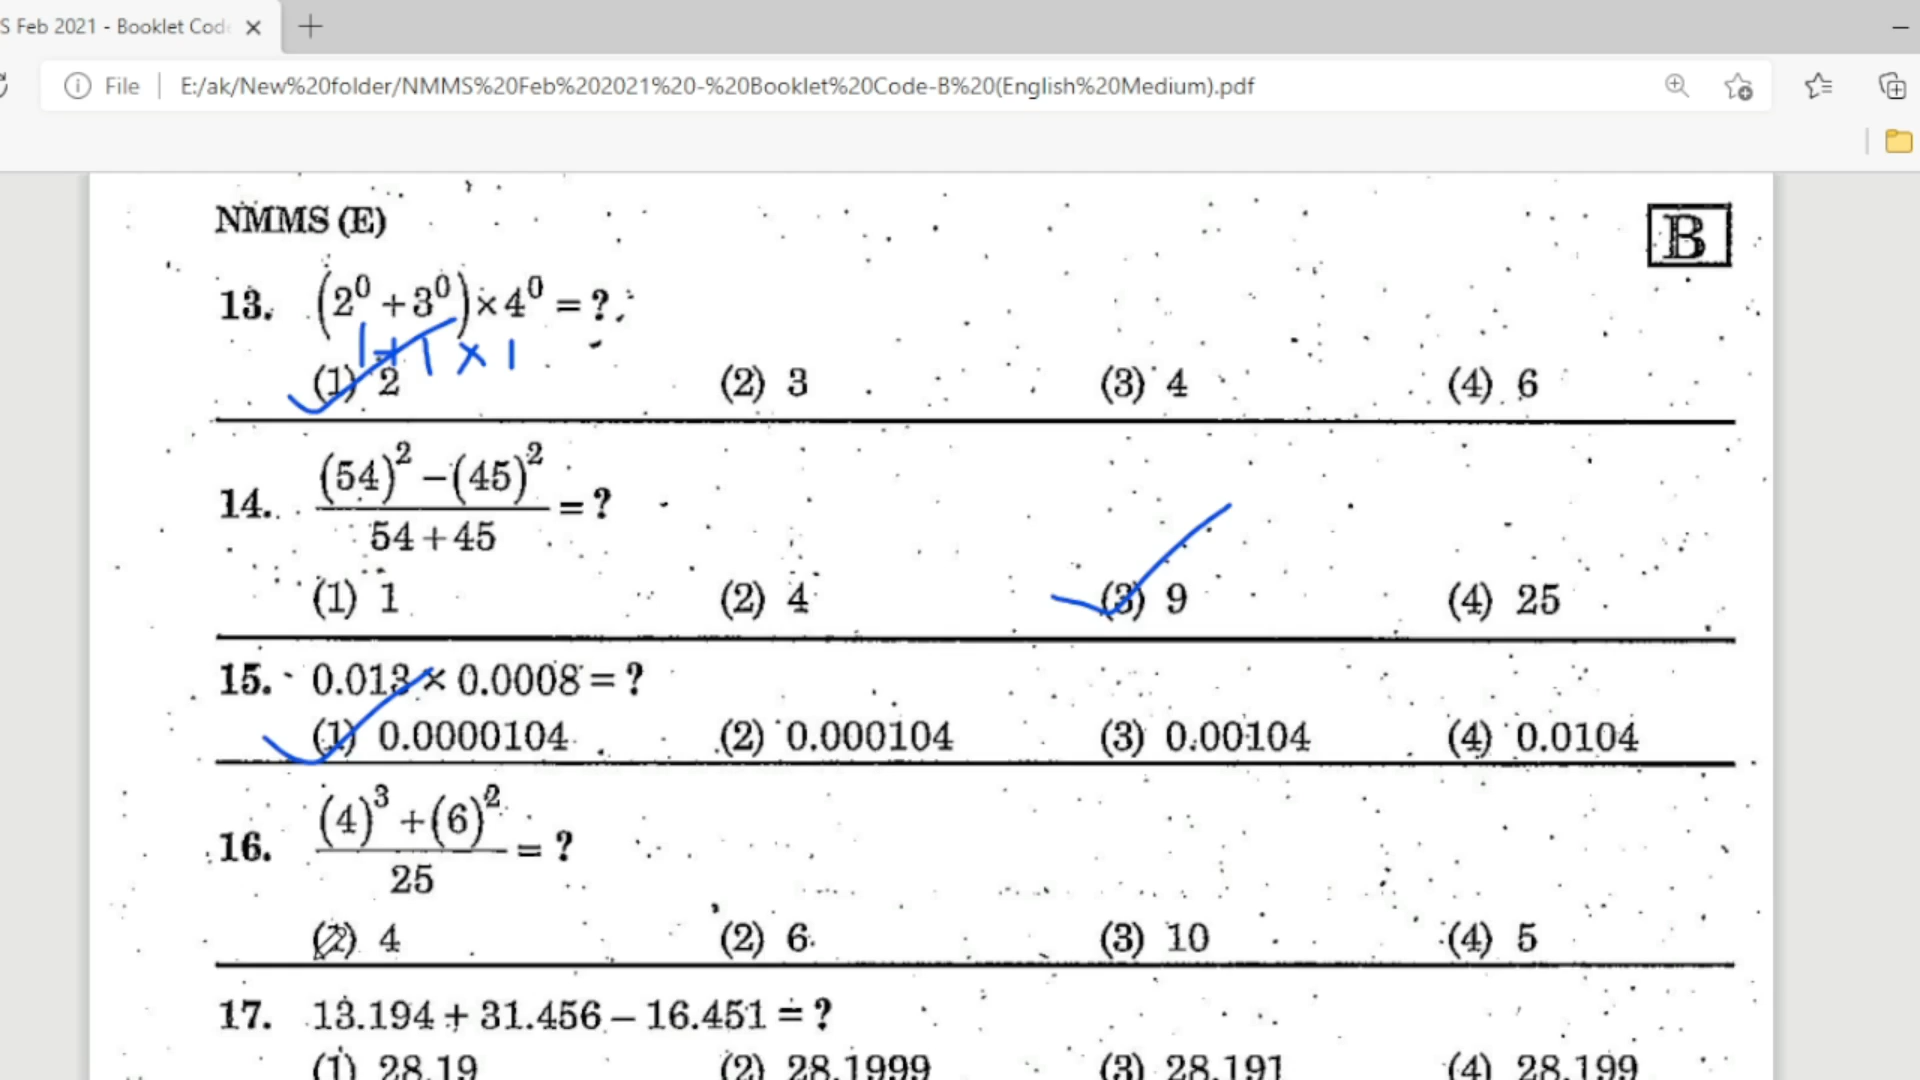 S Feb 2021 - Booklet Cod
File E:/ak/New%20folder/NMMS%20Feb%202021%20-%20Booklet%20Code-B%20(English%20Medium).pdf
NMMS (E) B
13. (2⁰ + 3⁰) × 4⁰ = ?
1+1 × 1
(1) 2 (2) 3 (3) 4 (4) 6
14. ((54)² − (45)²) / (54 + 45) = ?
(1) 1 (2) 4 (3) 9 (4) 25
15. 0.013 × 0.0008 = ?
(1) 0.0000104 (2) 0.000104 (3) 0.00104 (4) 0.0104
16. ((4)³ + (6)²) / 25 = ?
(1) 4 (2) 6 (3) 10 (4) 5
17. 13.194 + 31.456 – 16.451 = ?
(1) 28.19 (2) 28.1999 (3) 28.191 (4) 28.199